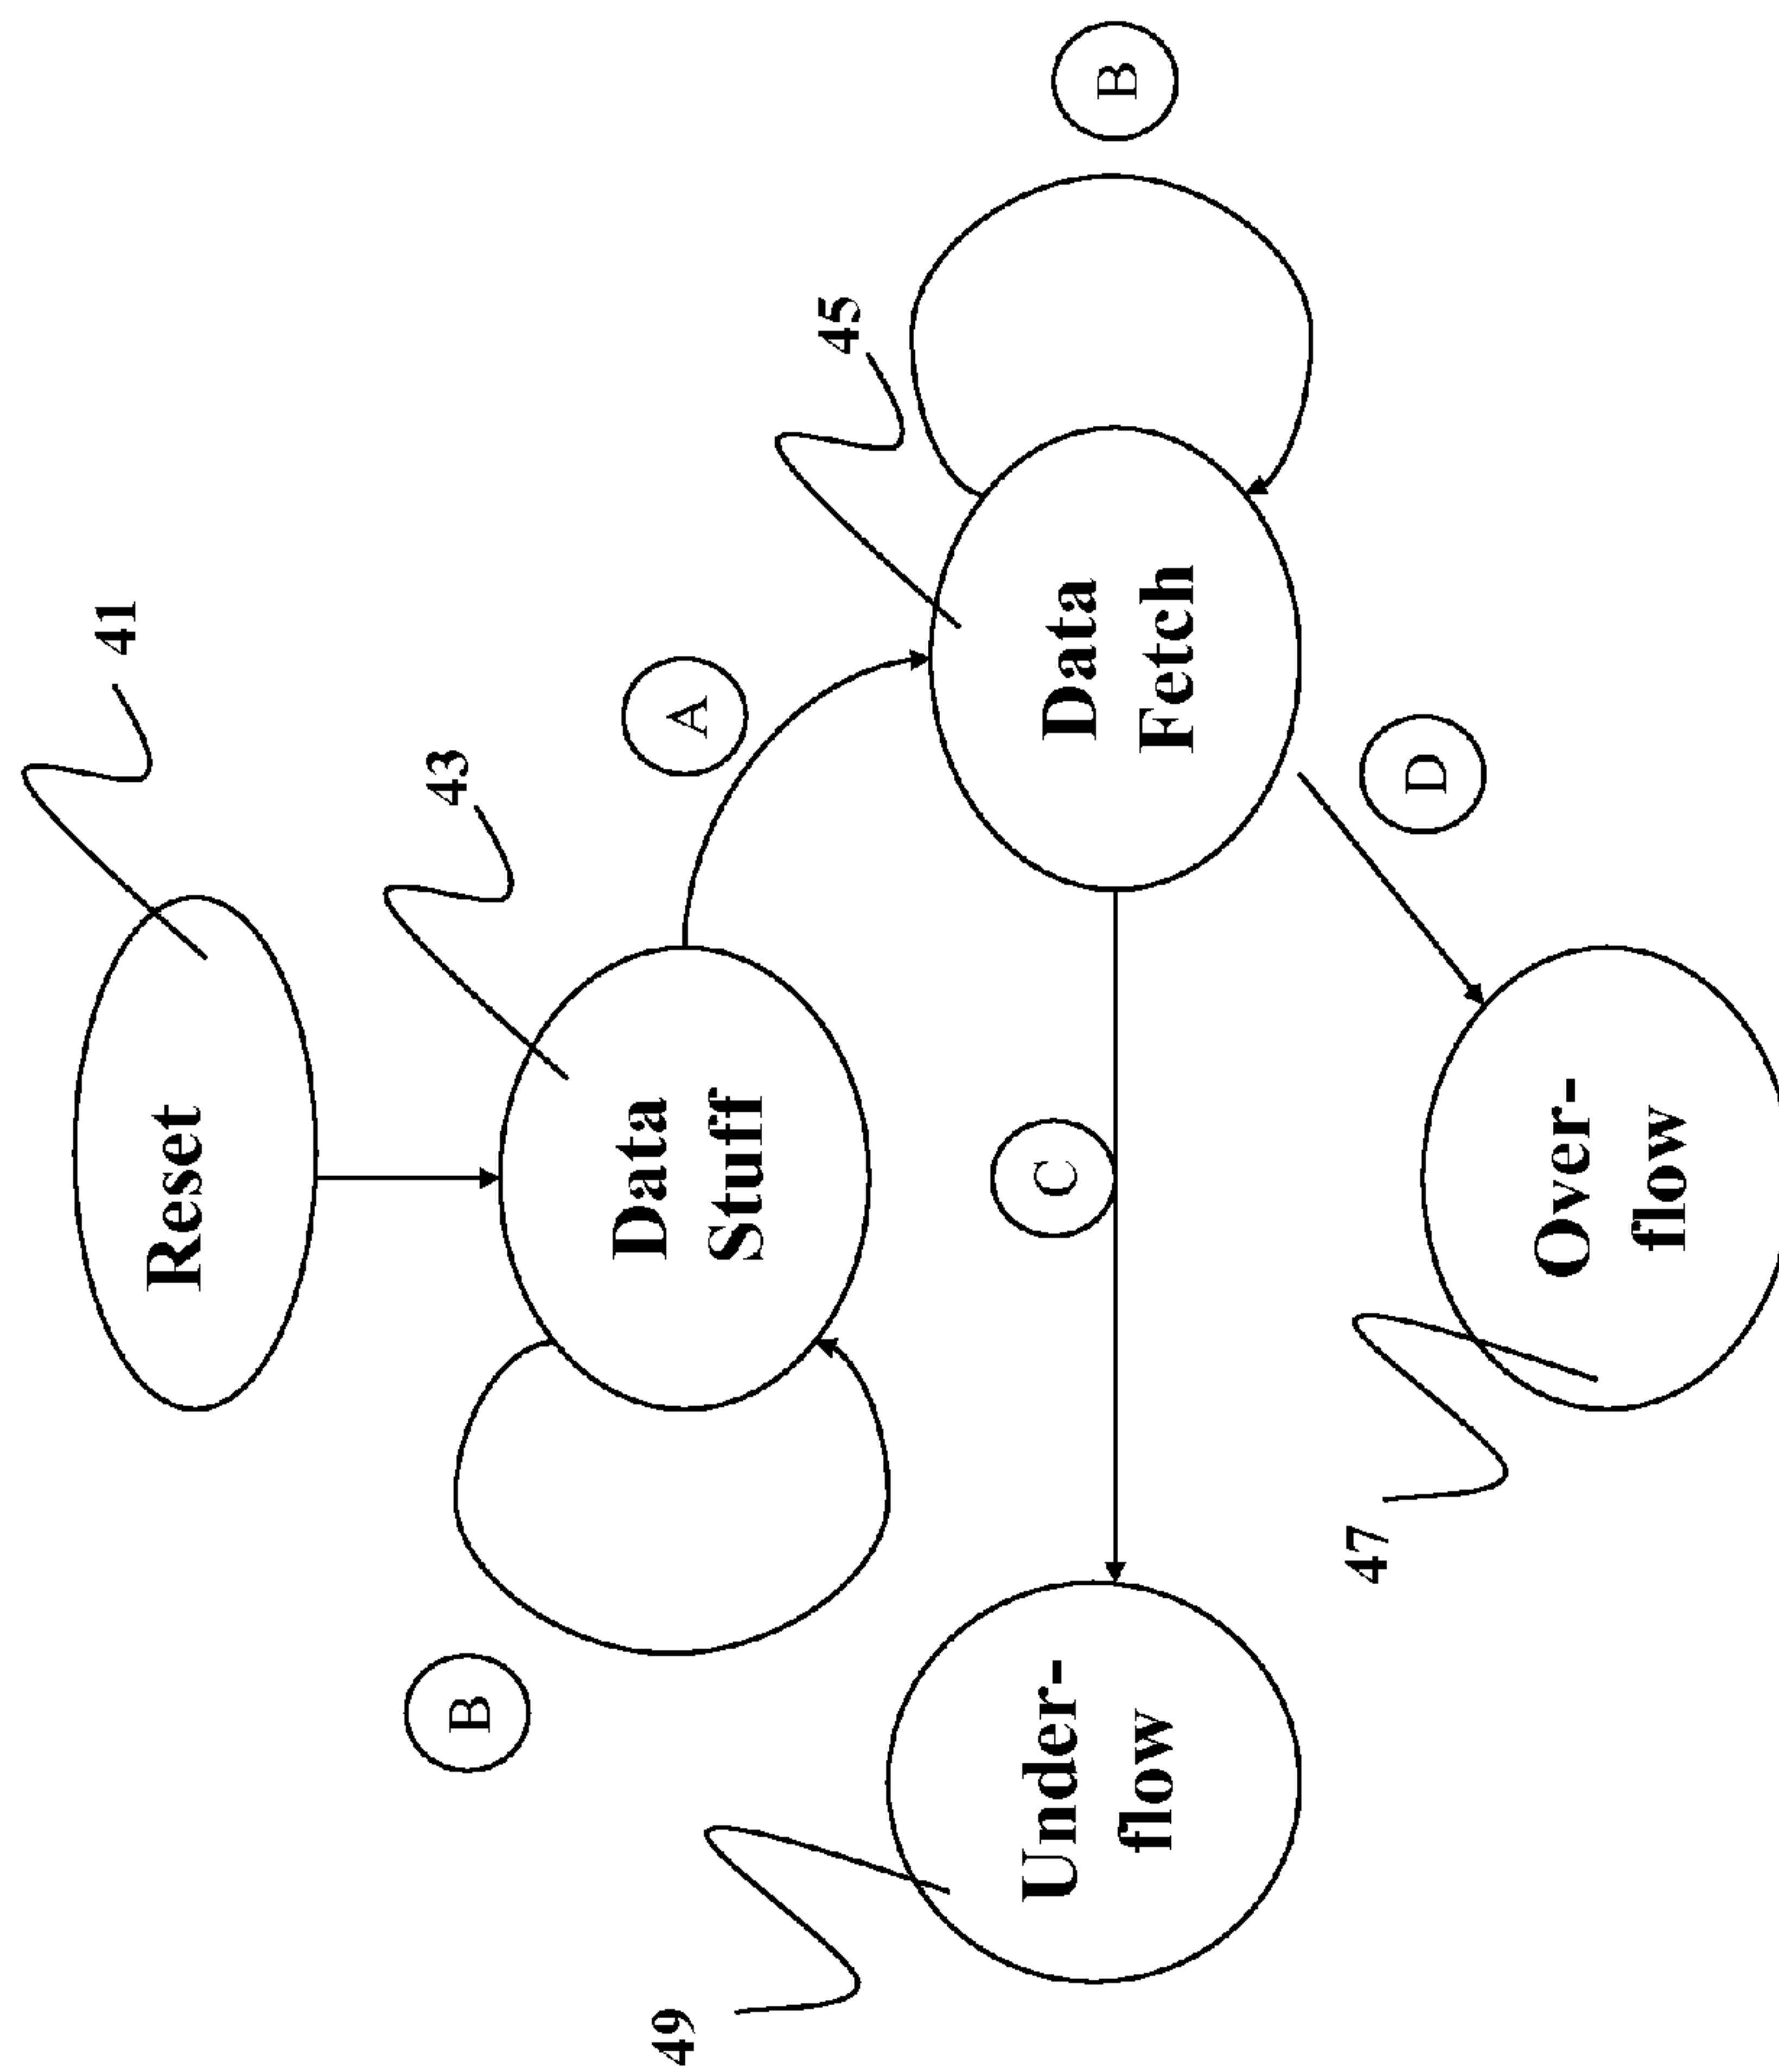 41
Reset
43
Data
Stuff
A
B
45
Data
Fetch
B
C
D
49
Under-
flow
47
Over-
flow